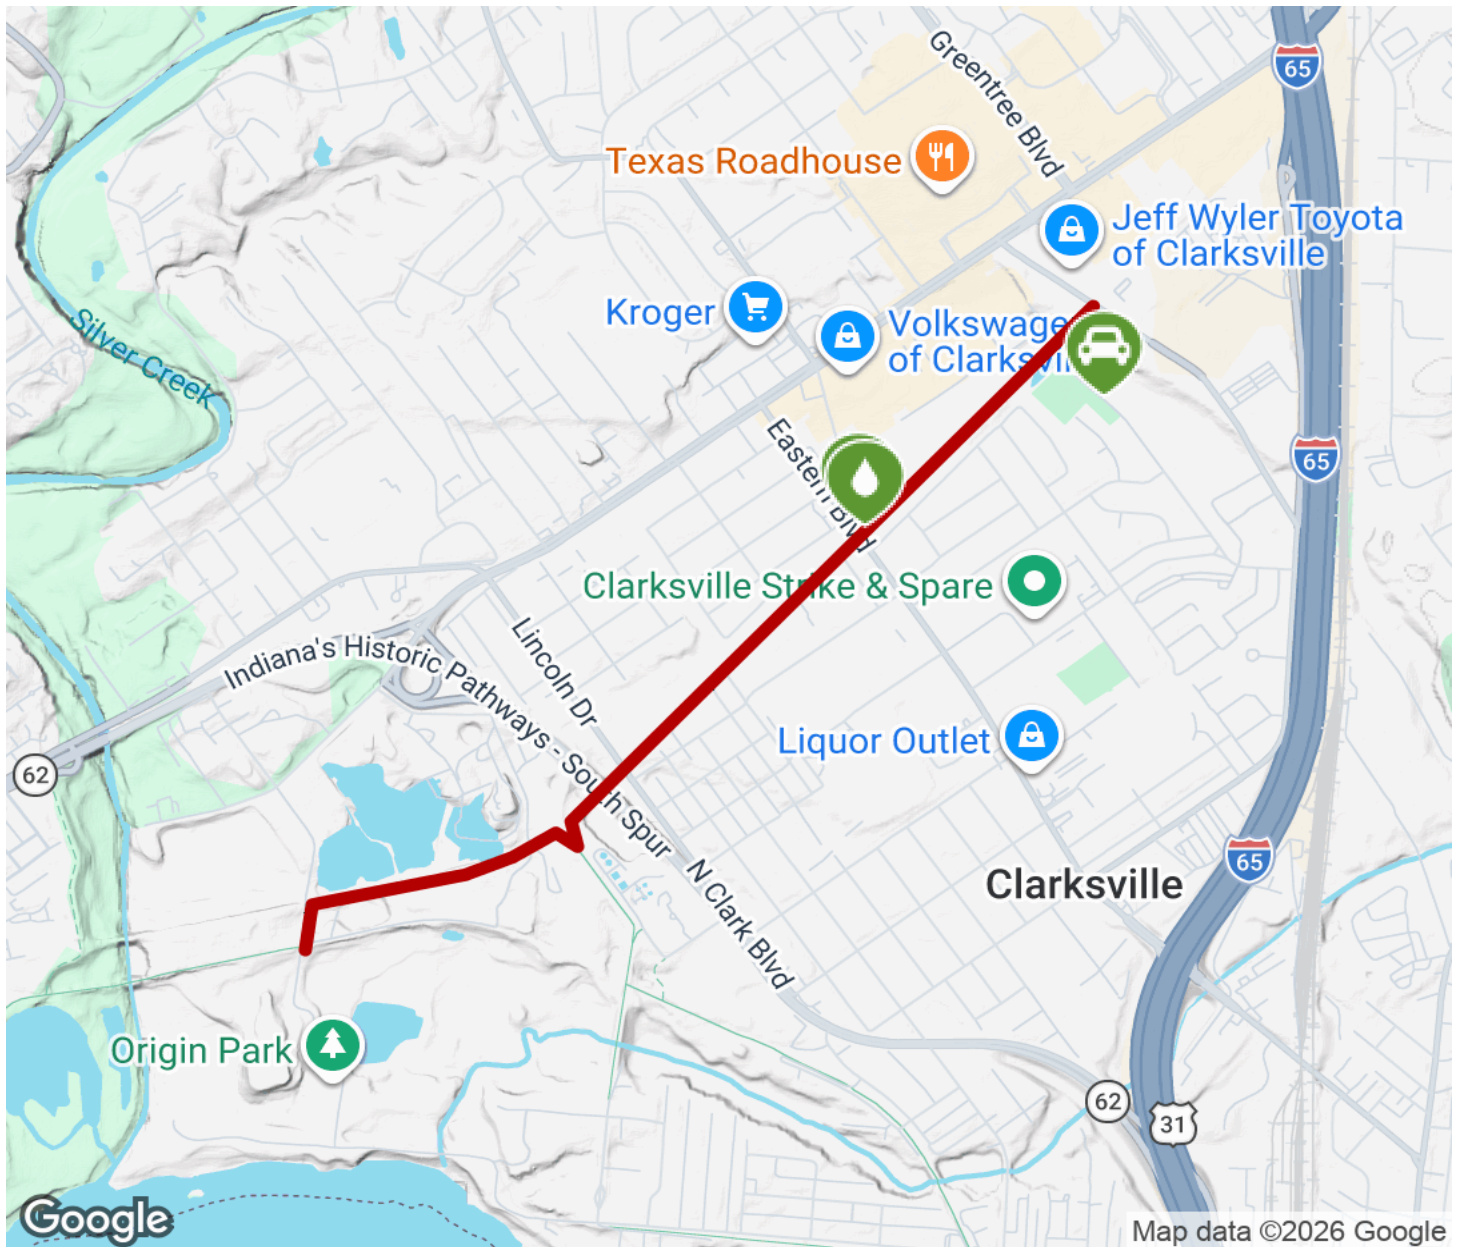 Greentree Blvd
65
Texas Roadhouse
Jeff Wyler Toyota
of Clarksville
Kroger
Volkswage
of Clarksvi
Silver Creek
Eastern Blvd
65
Clarksville Strike & Spare
Indiana's Historic Pathways - South Spur
Lincoln Dr
62
Liquor Outlet
N Clark Blvd
65
Clarksville
Origin Park
62
31
Google
Map data ©2026 Google